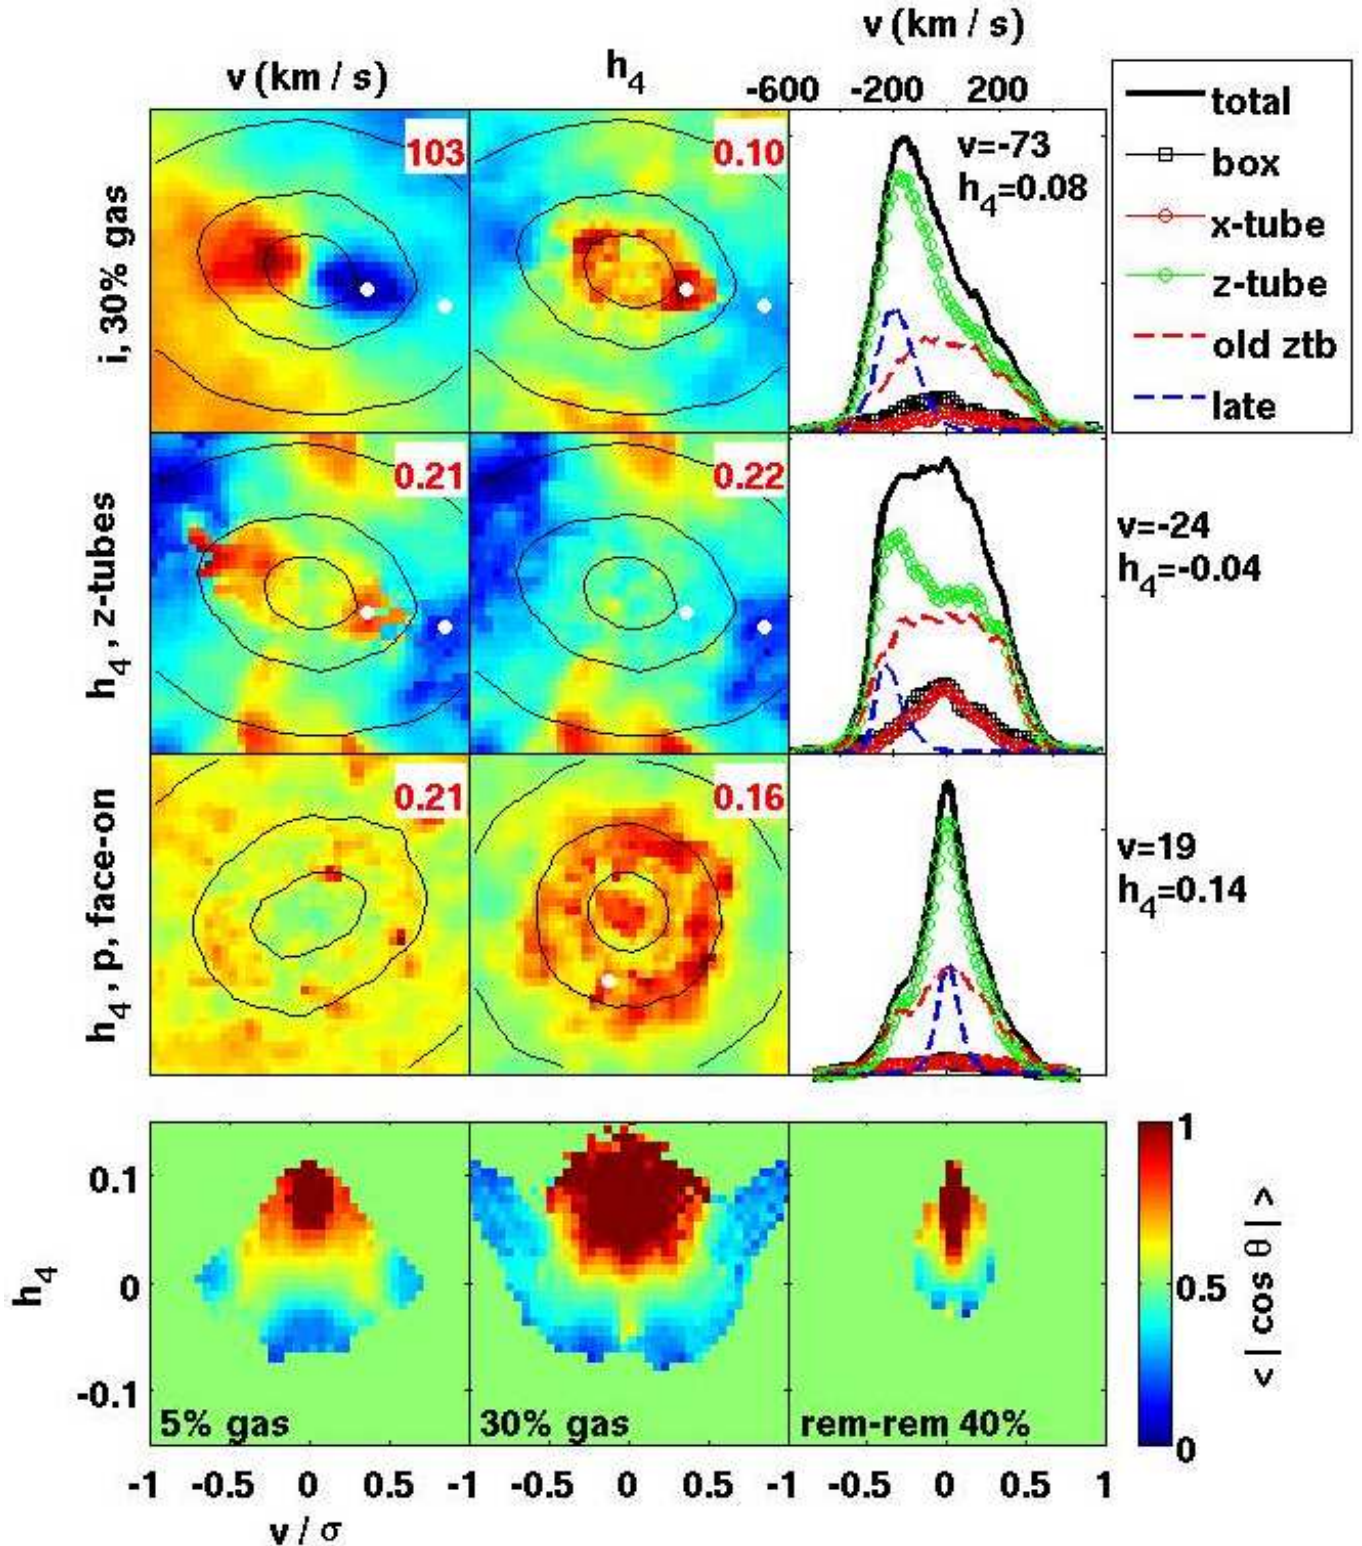 v (km / s)
v (km / s)
h4
-600 -200 200
total
box
x-tube
z-tube
old ztb
late
i, 30% gas
103
0.10
v=-73
h4=0.08
h4 , z-tubes
0.21
0.22
v=-24
h4=-0.04
h4 , p, face-on
0.21
0.16
v=19
h4=0.14
h4
0.1
0
-0.1
5% gas
30% gas
rem-rem 40%
1
0.5
0
< | cos θ | >
-1 -0.5 0 0.5 -1 -0.5 0 0.5 -1 -0.5 0 0.5 1
v / σ